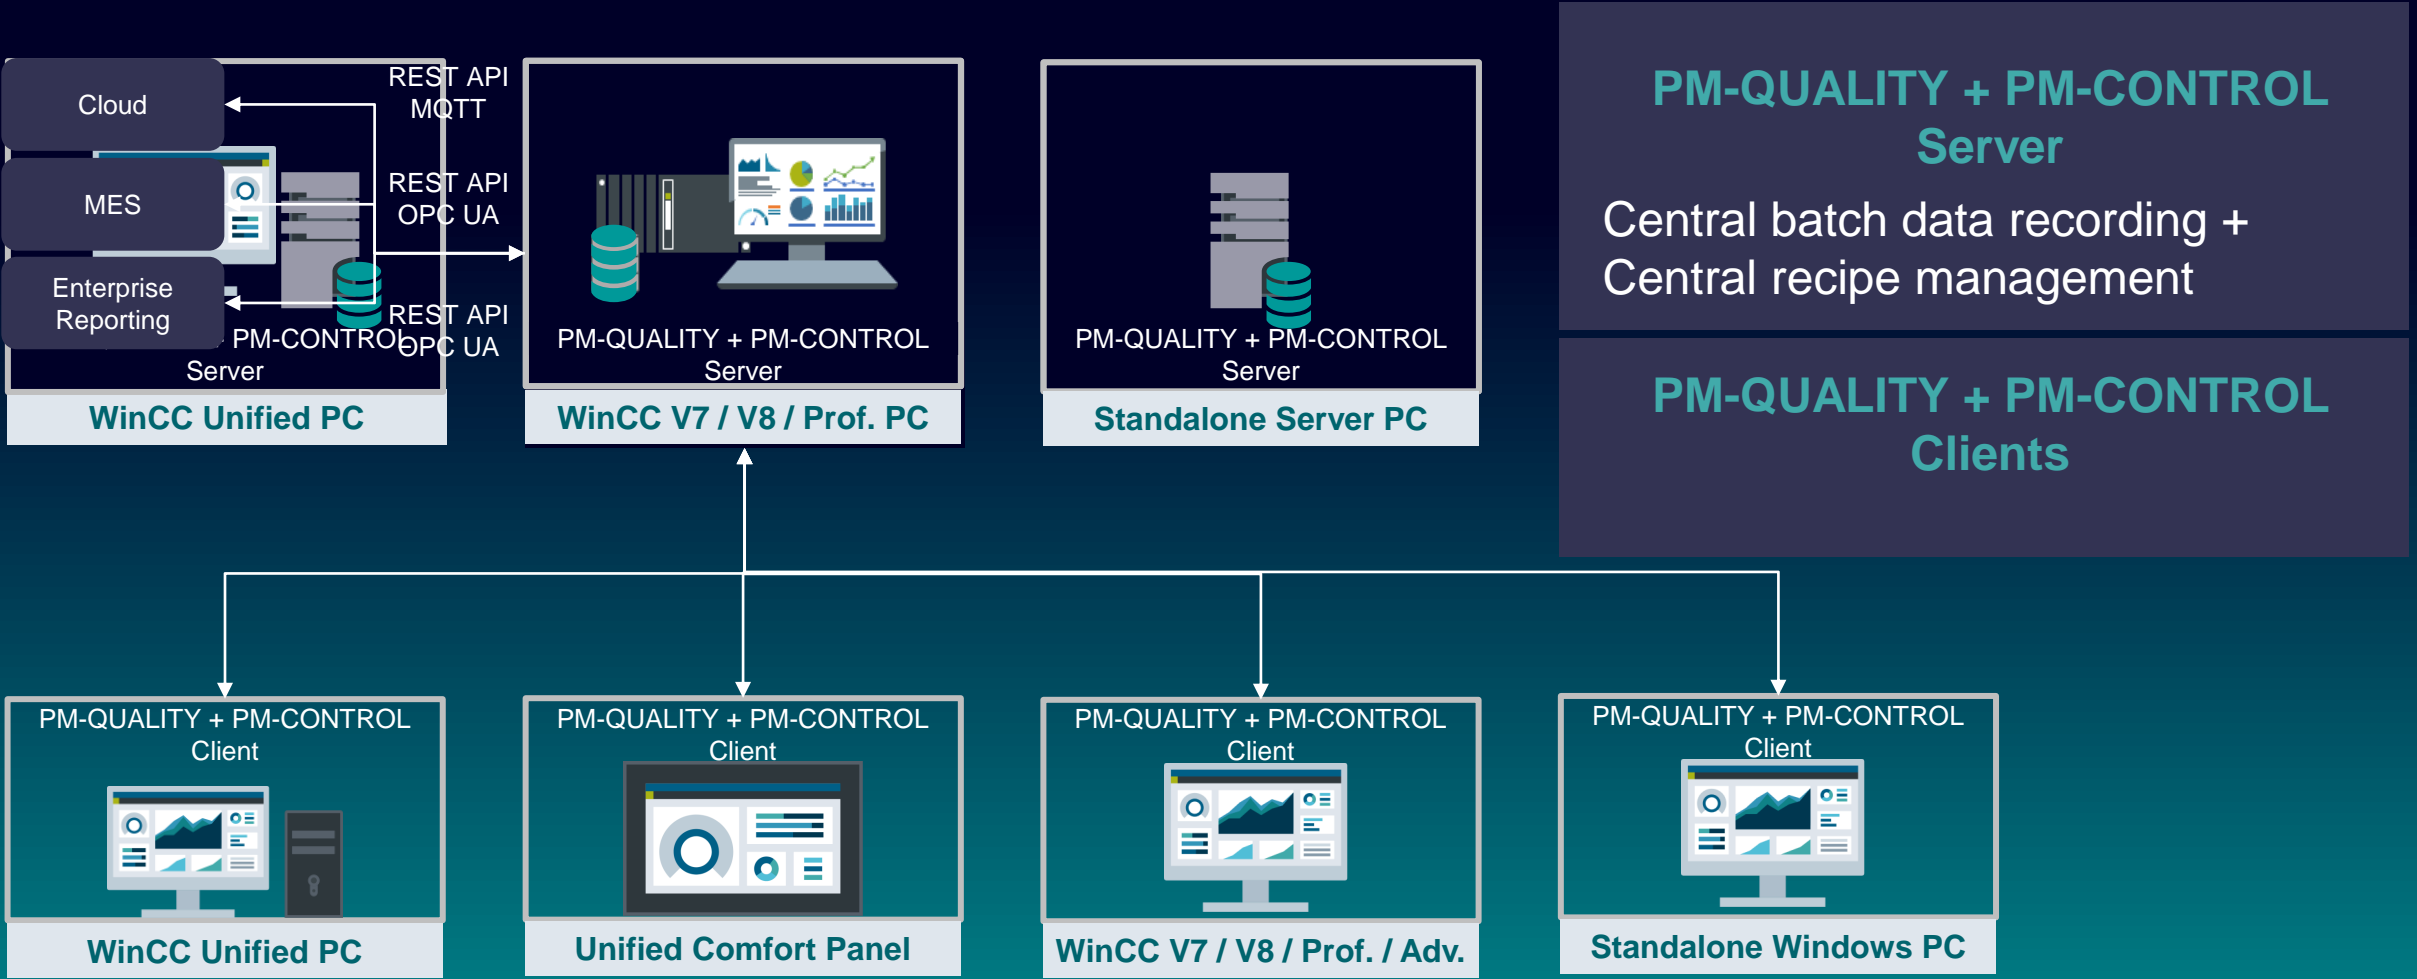 Cloud
REST API
MQTT
MES
REST API
OPC UA
Enterprise
Reporting
REST API
OPC UA
PM-CONTROL
Server
WinCC Unified PC
PM-QUALITY + PM-CONTROL
Server
WinCC V7 / V8 / Prof. PC
PM-QUALITY + PM-CONTROL
Server
Standalone Server PC
PM-QUALITY + PM-CONTROL
Server
Central batch data recording +
Central recipe management
PM-QUALITY + PM-CONTROL
Clients
PM-QUALITY + PM-CONTROL
Client
WinCC Unified PC
PM-QUALITY + PM-CONTROL
Client
Unified Comfort Panel
PM-QUALITY + PM-CONTROL
Client
WinCC V7 / V8 / Prof. / Adv.
PM-QUALITY + PM-CONTROL
Client
Standalone Windows PC